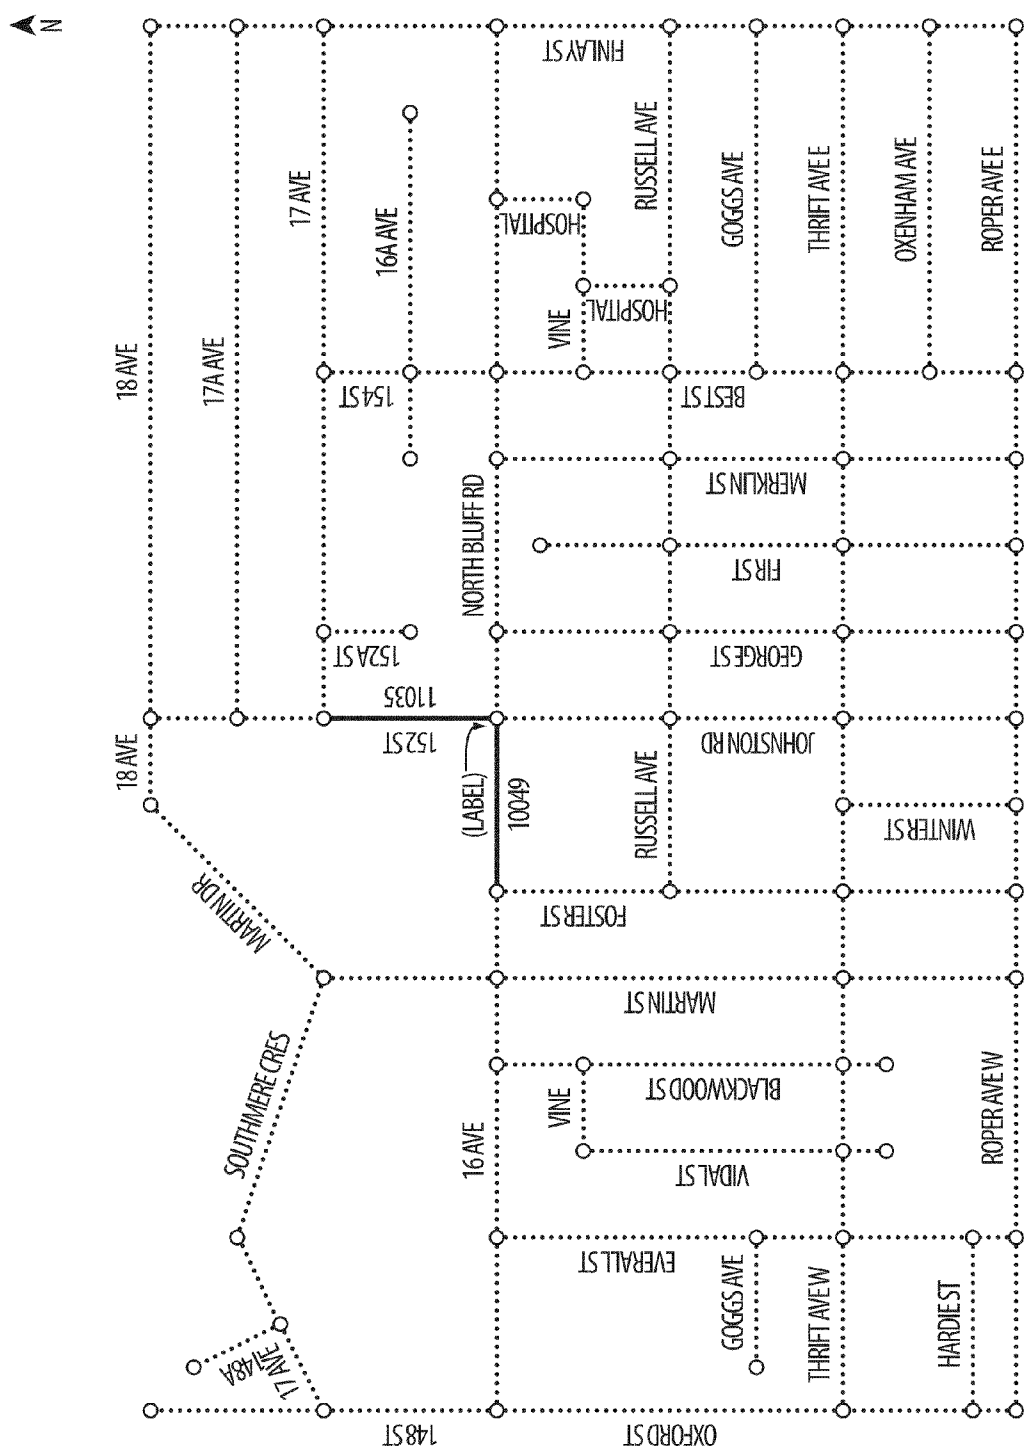 N
18 AVE
18 AVE
MARTIN DR
17A AVE
17 AVE
16A AVE
154 ST
152A ST
11035
152 ST
(LABEL)
10049
NORTH BLUFF RD
16 AVE
SOUTHMERE CRES
148A
17 AVE
148 ST
FINLAY ST
HOSPITAL
HOSPITAL
VINE
RUSSELL AVE
GOGGS AVE
THRIFT AVE E
OXENHAM AVE
ROPER AVE E
BEST ST
MERKLIN ST
FIR ST
GEORGE ST
JOHNSTON RD
RUSSELL AVE
WINTER ST
FOSTER ST
MARTIN ST
BLACKWOOD ST
VINE
VIDAL ST
EVERALL ST
GOGGS AVE
THRIFT AVE W
HARDIE ST
ROPER AVE W
OXFORD ST